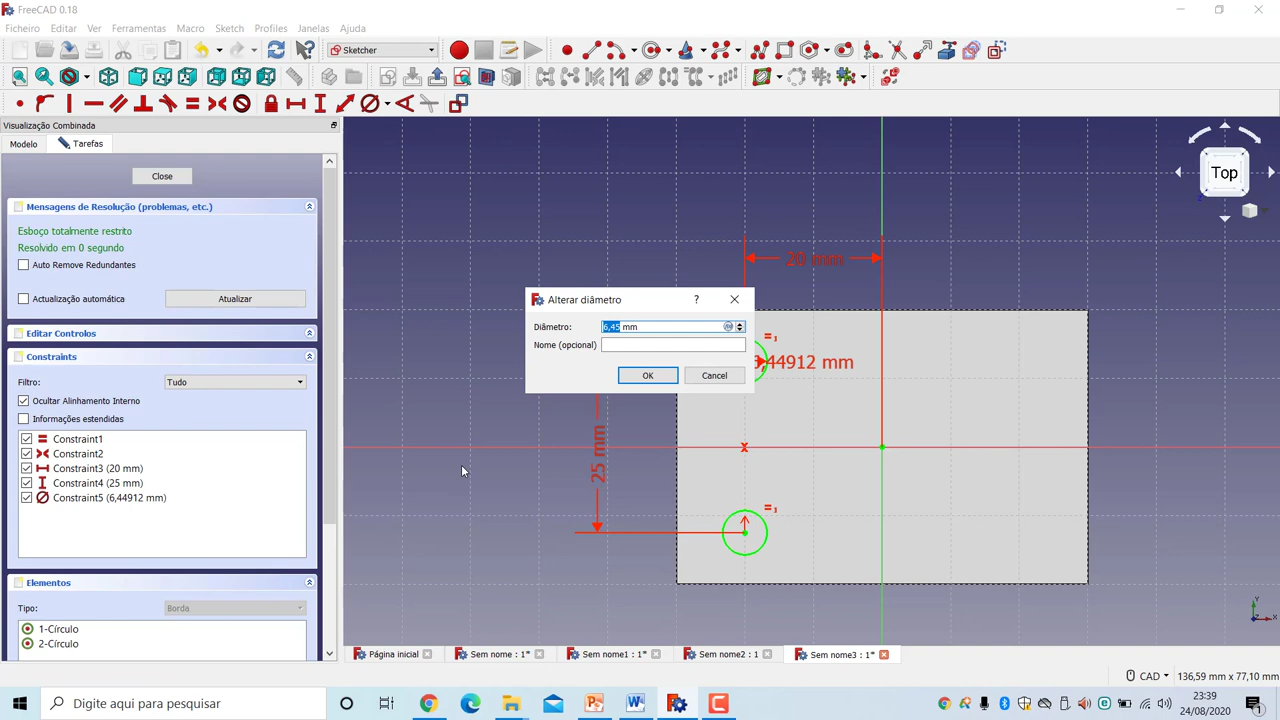 FreeCAD 0.18
Ficheiro Editar Ver Ferramentas Macro Sketch Profiles Janelas Ajuda
Sketcher
Visualização Combinada
Modelo Tarefas
Close
Mensagens de Resolução (problemas, etc.)
Esboço totalmente restrito
Resolvido em 0 segundo
Auto Remove Redundantes
Actualização automática Atualizar
Editar Controlos
Constraints
Filtro: Tudo
Ocultar Alinhamento Interno
Informações estendidas
Constraint1
Constraint2
Constraint3 (20 mm)
Constraint4 (25 mm)
Constraint5 (6,44912 mm)
Elementos
Tipo: Borda
1-Círculo
2-Círculo
Top
20 mm
Alterar diâmetro ?
Diâmetro: 6,45 mm
Nome (opcional)
OK Cancel
,44912 mm
25 mm
Página inicial Sem nome : 1* Sem nome1 : 1* Sem nome2 : 1 Sem nome3 : 1*
CAD 136,59 mm x 77,10 mm
Digite aqui para pesquisar
23:39
24/08/2020